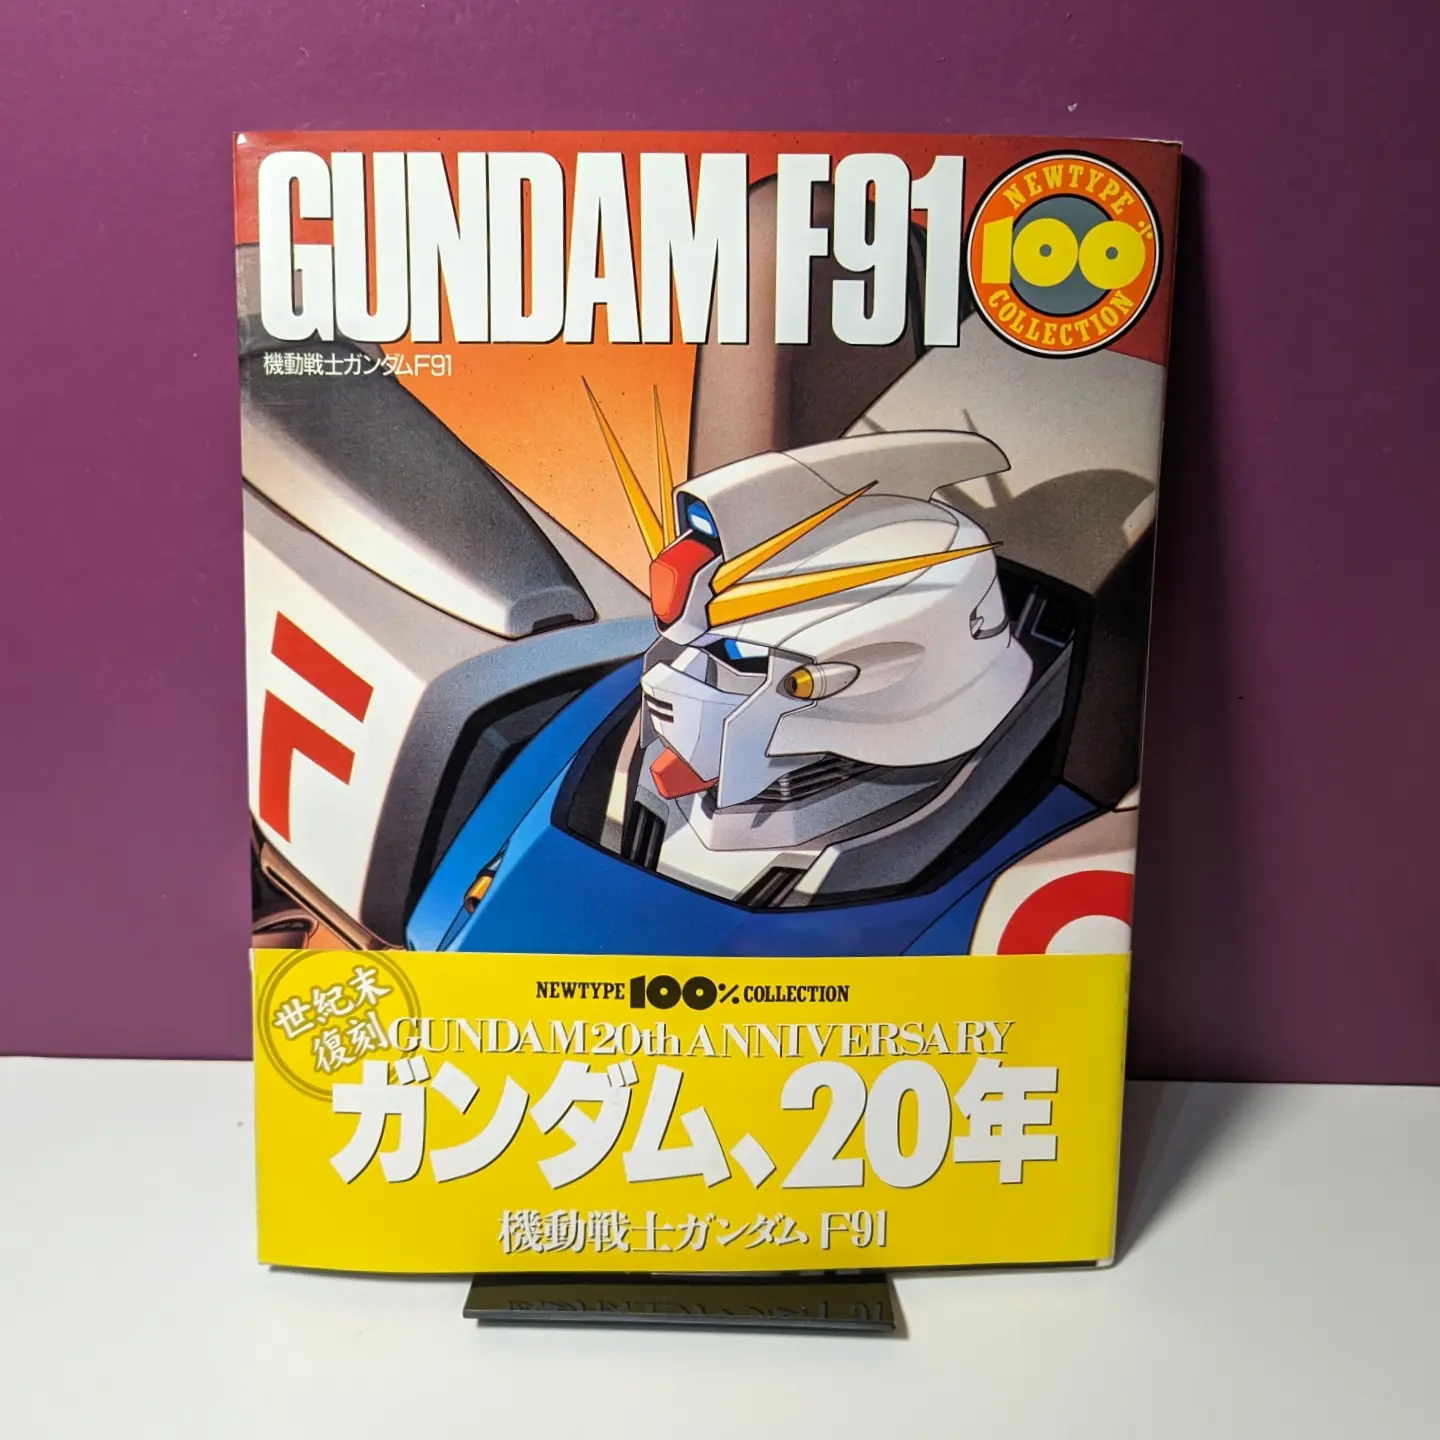 GUNDAM F91
NEWTYPE
100%
COLLECTION
機動戦士ガンダムF91
F
世紀末
復刻
NEWTYPE 100% COLLECTION
GUNDAM 20th ANNIVERSARY
ガンダム、20年
機動戦士ガンダム F91